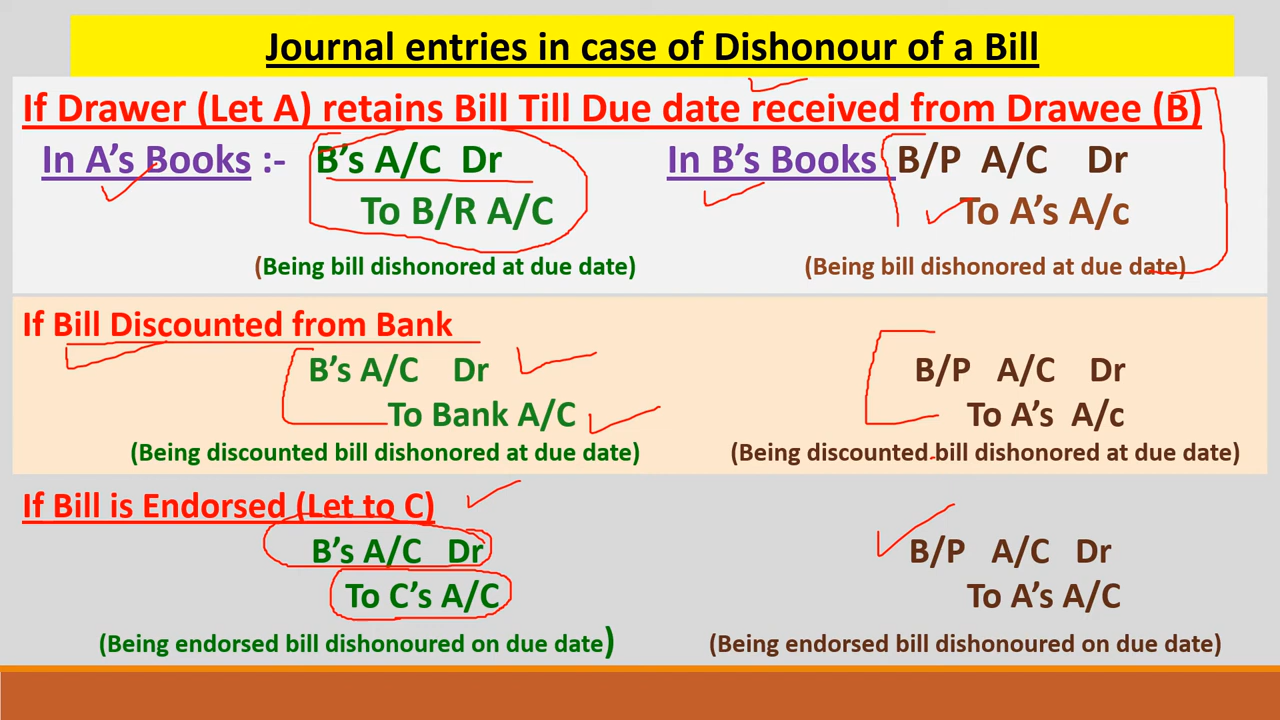 Journal entries in case of Dishonour of a Bill
If Drawer (Let A) retains Bill Till Due date received from Drawee (B)
In A's Books :- B's A/C Dr In B's Books B/P A/C Dr
To B/R A/C To A's A/c
(Being bill dishonored at due date) (Being bill dishonored at due date)
If Bill Discounted from Bank
B's A/C Dr B/P A/C Dr
To Bank A/C To A's A/c
(Being discounted bill dishonored at due date) (Being discounted bill dishonored at due date)
If Bill is Endorsed (Let to C)
B's A/C Dr B/P A/C Dr
To C's A/C To A's A/C
(Being endorsed bill dishonoured on due date) (Being endorsed bill dishonoured on due date)